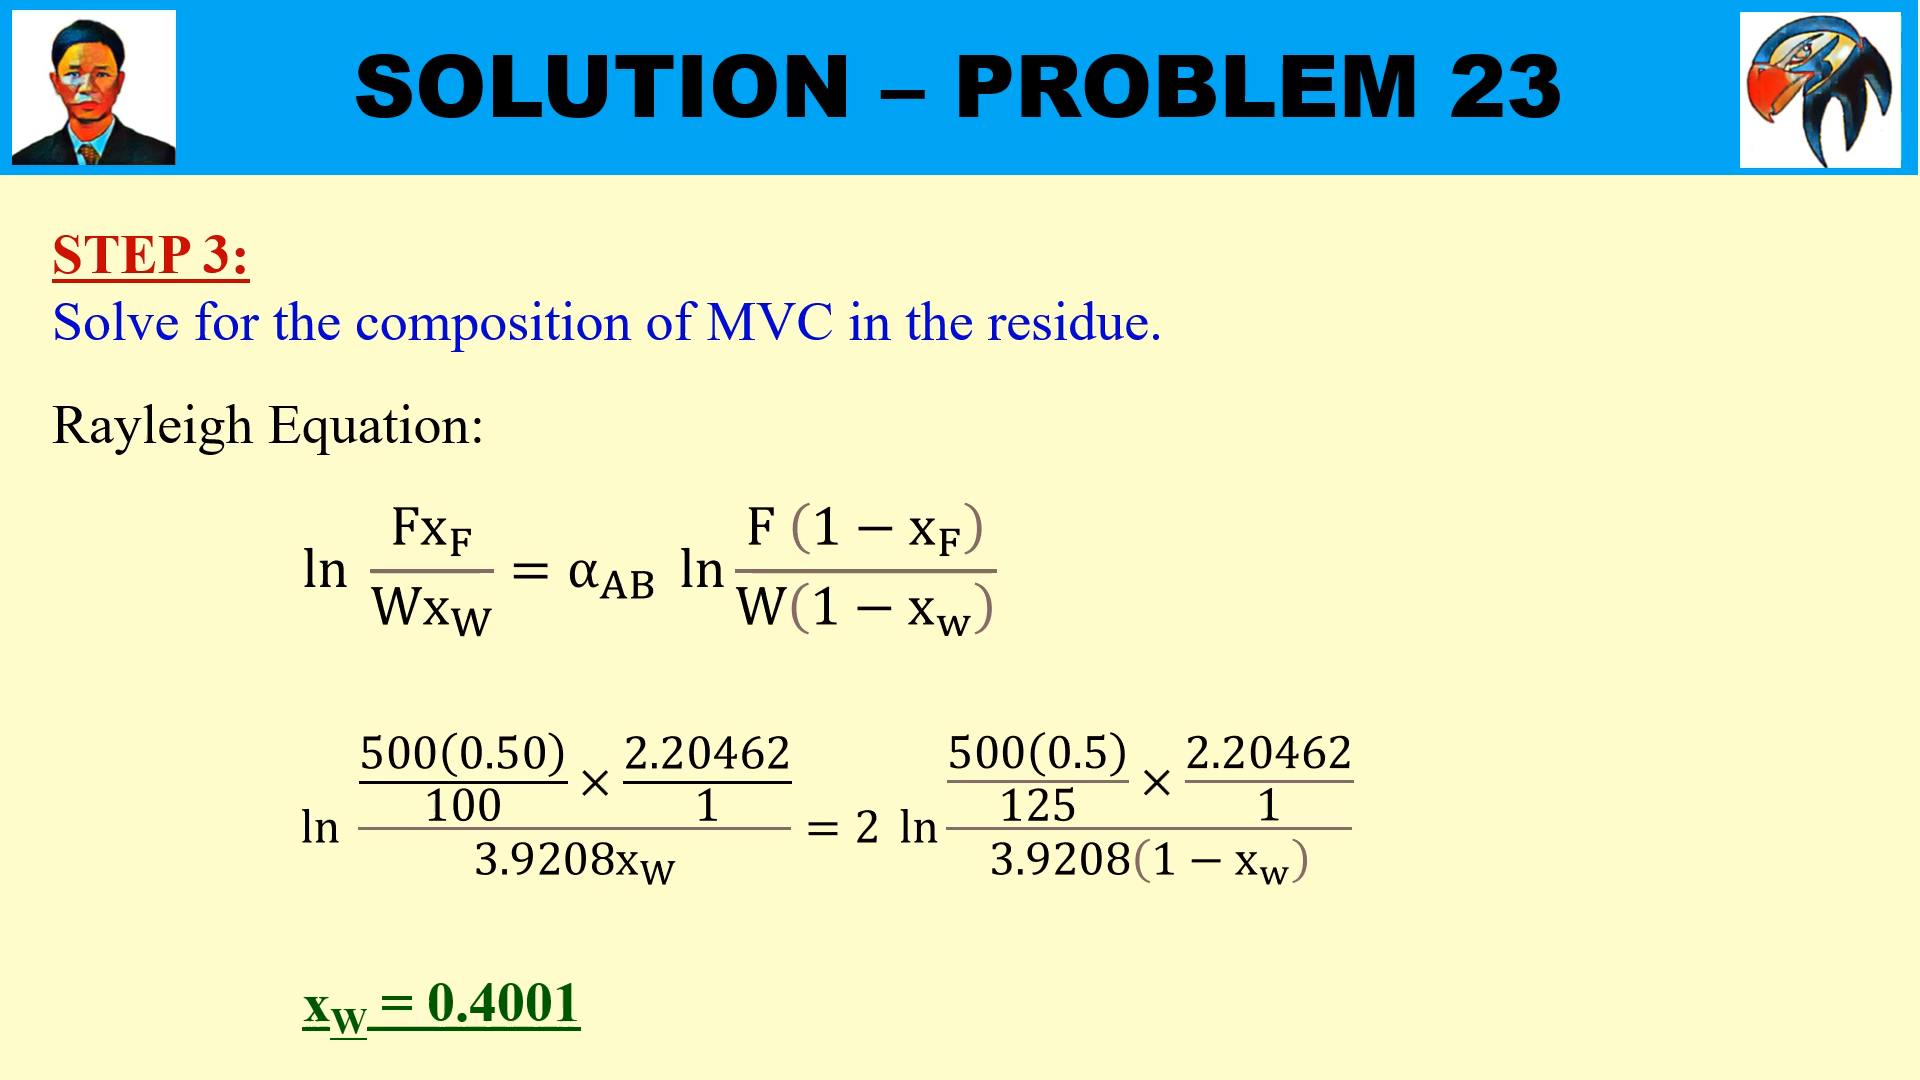 SOLUTION – PROBLEM 23
STEP 3:
Solve for the composition of MVC in the residue.
Rayleigh Equation:
ln Fx_F / Wx_W = α_AB ln F (1 − x_F) / W(1 − x_w)
ln (500(0.50)/100 × 2.20462/1) / 3.9208x_W = 2 ln (500(0.5)/125 × 2.20462/1) / 3.9208(1 − x_w)
x_W = 0.4001